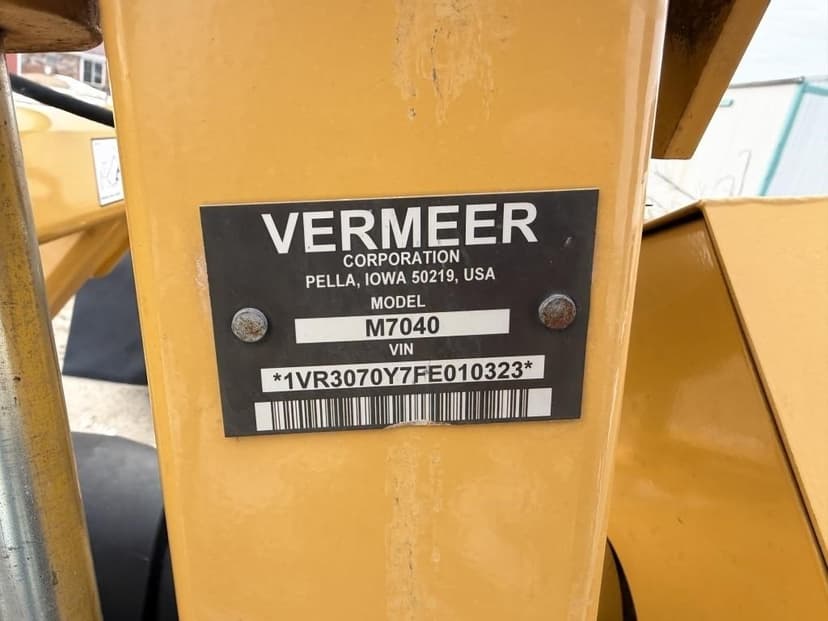 VERMEER
CORPORATION
PELLA, IOWA 50219, USA
MODEL
M7040
VIN
*1VR3070Y7FE010323*